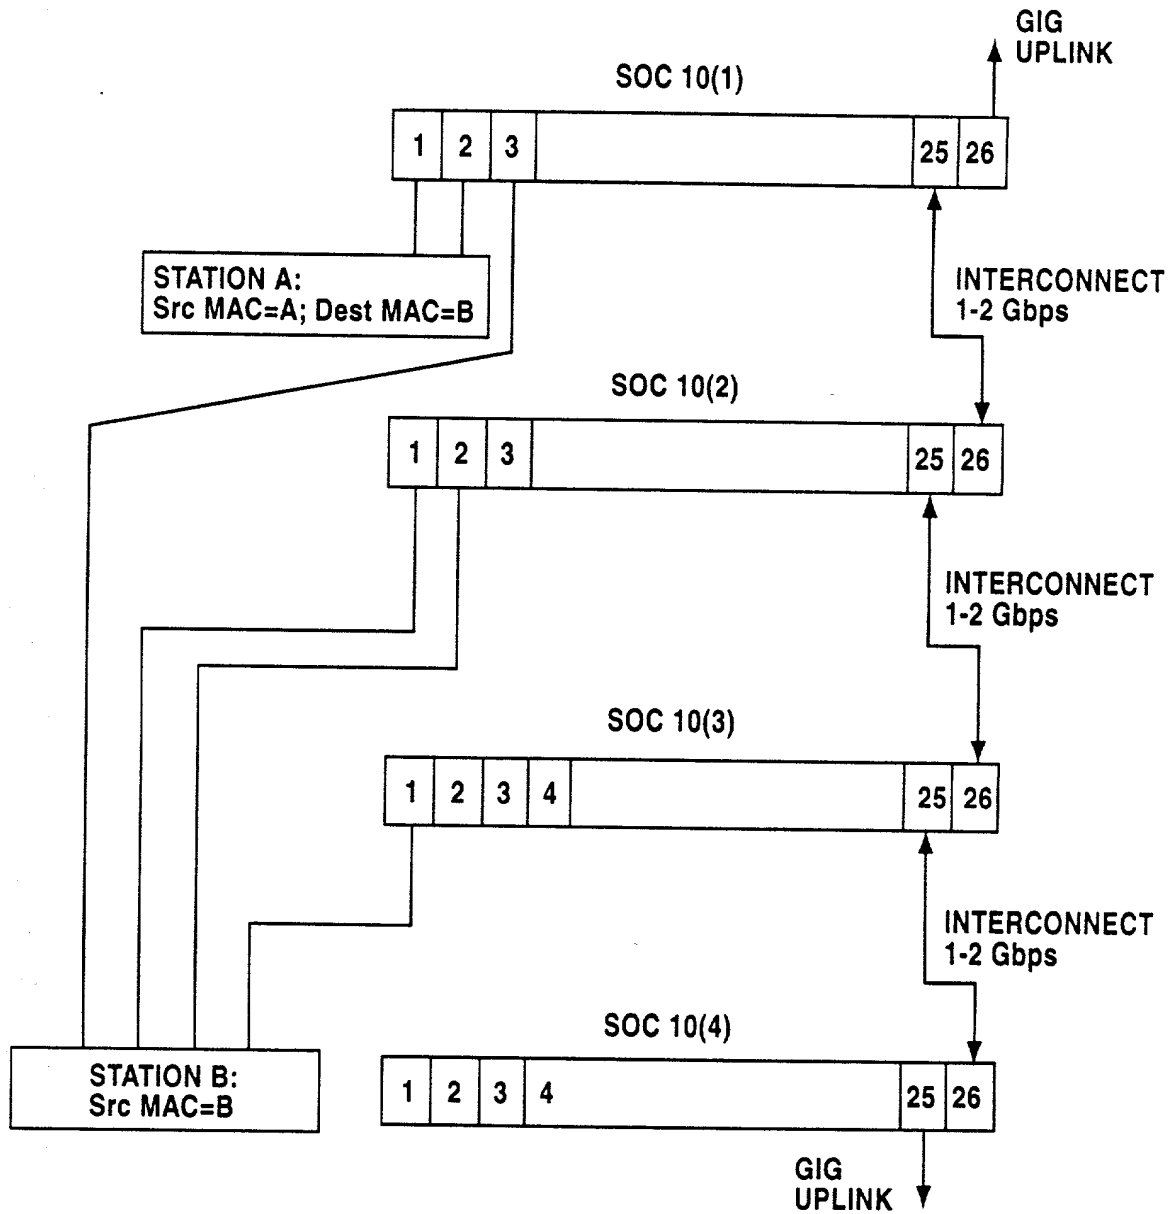 GIG
UPLINK
SOC 10(1)
1 2 3 25 26
STATION A:
Src MAC=A; Dest MAC=B
INTERCONNECT
1-2 Gbps
SOC 10(2)
1 2 3 25 26
INTERCONNECT
1-2 Gbps
SOC 10(3)
1 2 3 4 25 26
INTERCONNECT
1-2 Gbps
SOC 10(4)
STATION B:
Src MAC=B
1 2 3 4 25 26
GIG
UPLINK